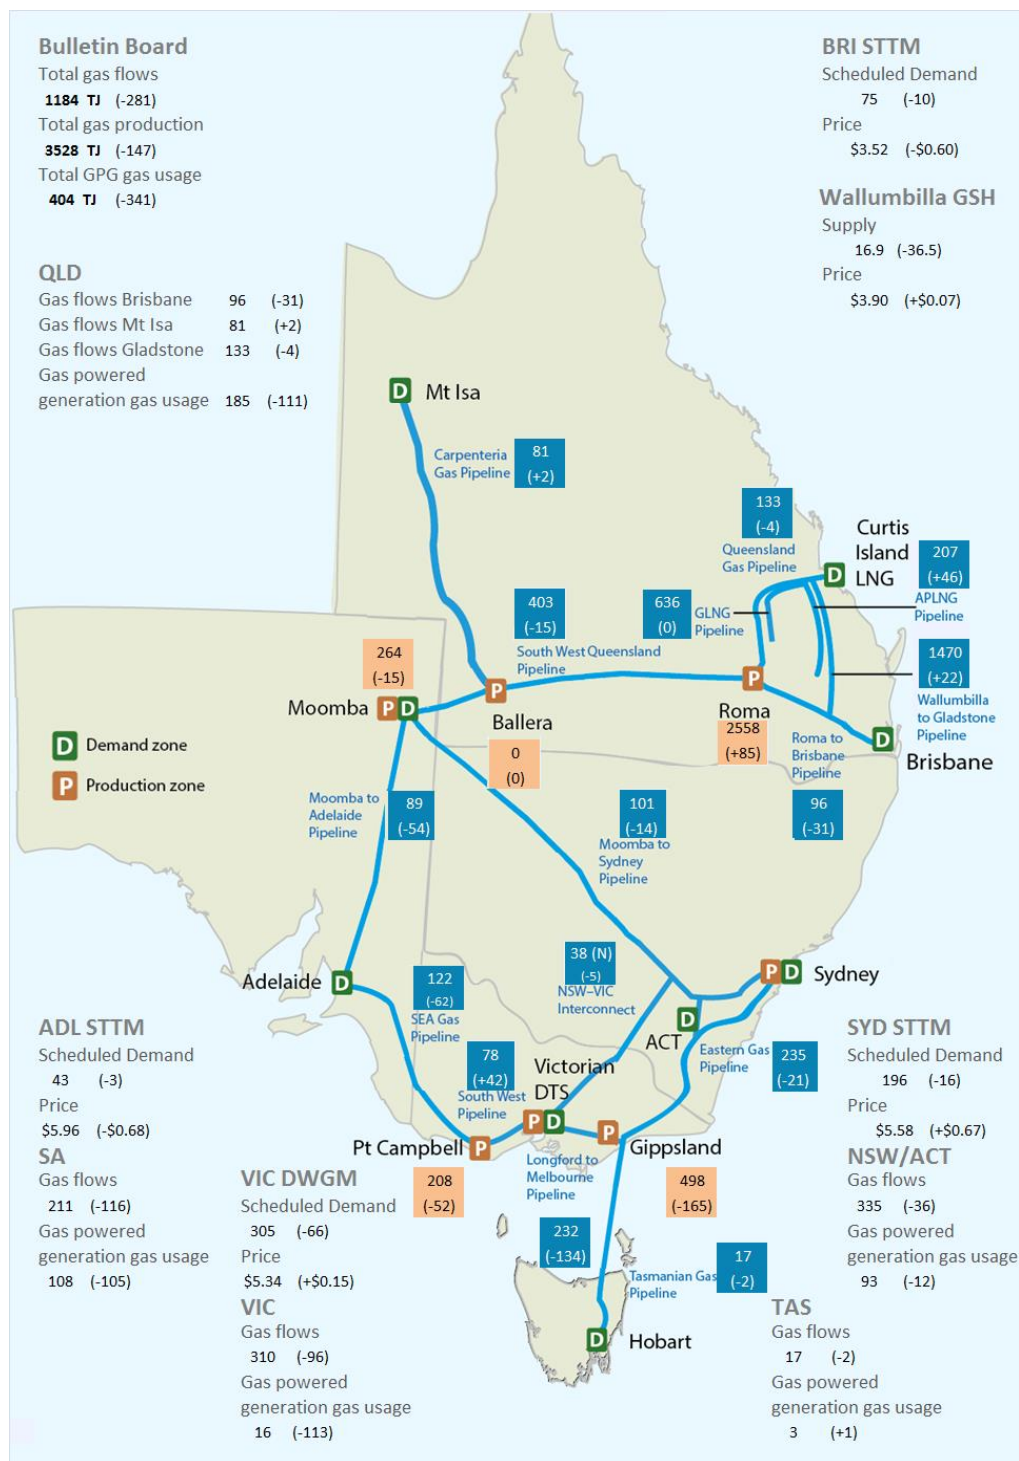 Bulletin Board
Total gas flows
1184 TJ (-281)
Total gas production
3528 TJ (-147)
Total GPG gas usage
404 TJ (-341)
BRI STTM
Scheduled Demand
75 (-10)
Price
$3.52 (-$0.60)
Wallumbilla GSH
Supply
16.9 (-36.5)
Price
$3.90 (+$0.07)
QLD
Gas flows Brisbane 96 (-31)
Gas flows Mt Isa 81 (+2)
Gas flows Gladstone 133 (-4)
Gas powered
generation gas usage 185 (-111)
D Mt Isa
Carpenteria
Gas Pipeline
81
(+2)
133
(-4)
Queensland
Gas Pipeline
Curtis
Island
D LNG
207
(+46)
APLNG
Pipeline
403
(-15)
South West Queensland
Pipeline
636
(0)
GLNG
Pipeline
1470
(+22)
Wallumbilla
to Gladstone
Pipeline
264
(-15)
Moomba P D
P
Ballera
0
(0)
P
Roma
2558
(+85)
Roma to
Brisbane
Pipeline
D
Brisbane
96
(-31)
D Demand zone
P Production zone
Moomba to
Adelaide
Pipeline
89
(-54)
101
(-14)
Moomba to
Sydney
Pipeline
Adelaide D
122
(-62)
SEA Gas
Pipeline
38 (N)
(-5)
NSW–VIC
Interconnect
P D Sydney
D
ACT
Eastern Gas
Pipeline
235
(-21)
78
(+42)
South West
Pipeline
Victorian
DTS
P D
Pt Campbell P
208
(-52)
P
Gippsland
498
(-165)
Longford to
Melbourne
Pipeline
232
(-134)
17
(-2)
Tasmanian Gas
Pipeline
D Hobart
ADL STTM
Scheduled Demand
43 (-3)
Price
$5.96 (-$0.68)
SA
Gas flows
211 (-116)
Gas powered
generation gas usage
108 (-105)
VIC DWGM
Scheduled Demand
305 (-66)
Price
$5.34 (+$0.15)
VIC
Gas flows
310 (-96)
Gas powered
generation gas usage
16 (-113)
SYD STTM
Scheduled Demand
196 (-16)
Price
$5.58 (+$0.67)
NSW/ACT
Gas flows
335 (-36)
Gas powered
generation gas usage
93 (-12)
TAS
Gas flows
17 (-2)
Gas powered
generation gas usage
3 (+1)